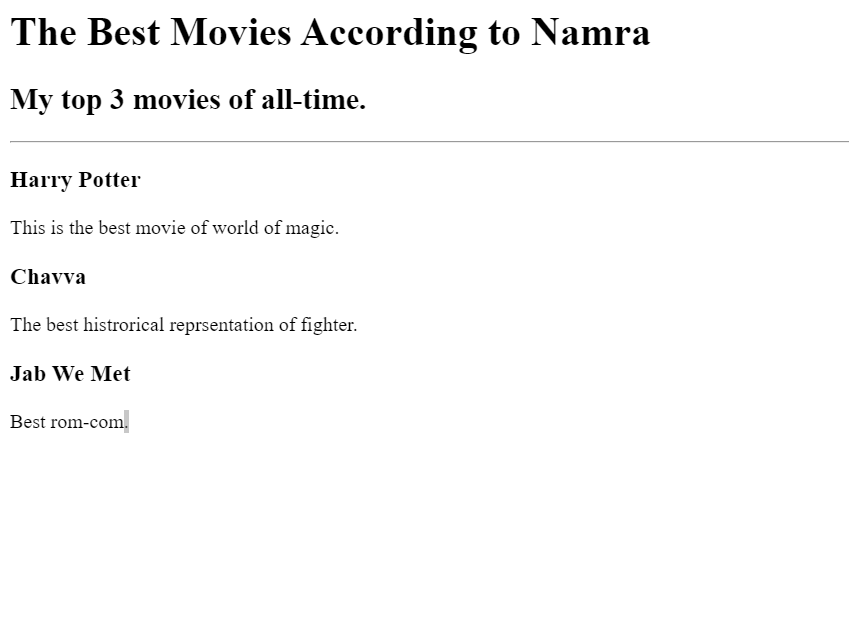 The Best Movies According to Namra
My top 3 movies of all-time.
Harry Potter
This is the best movie of world of magic.
Chavva
The best histrorical reprsentation of fighter.
Jab We Met
Best rom-com.